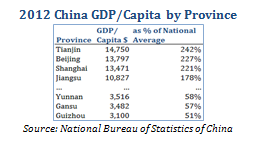 2012 China GDP/Capita by Province
GDP/ as % of National
Province Capita $ Average
Tianjin 14,750 242%
Beijing 13,797 227%
Shanghai 13,471 221%
Jiangsu 10,827 178%
... ... ...
Yunnan 3,516 58%
Gansu 3,482 57%
Guizhou 3,100 51%
Source: National Bureau of Statistics of China